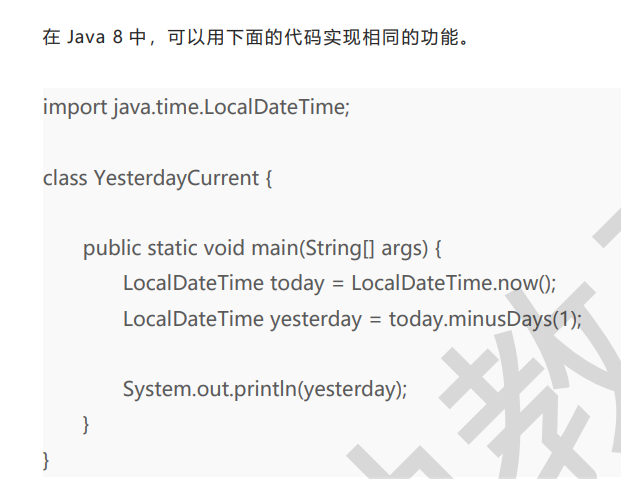 在 Java 8 中，可以用下面的代码实现相同的功能。
import java.time.LocalDateTime;
class YesterdayCurrent {
public static void main(String[] args) {
LocalDateTime today = LocalDateTime.now();
LocalDateTime yesterday = today.minusDays(1);
System.out.println(yesterday);
}
}
教